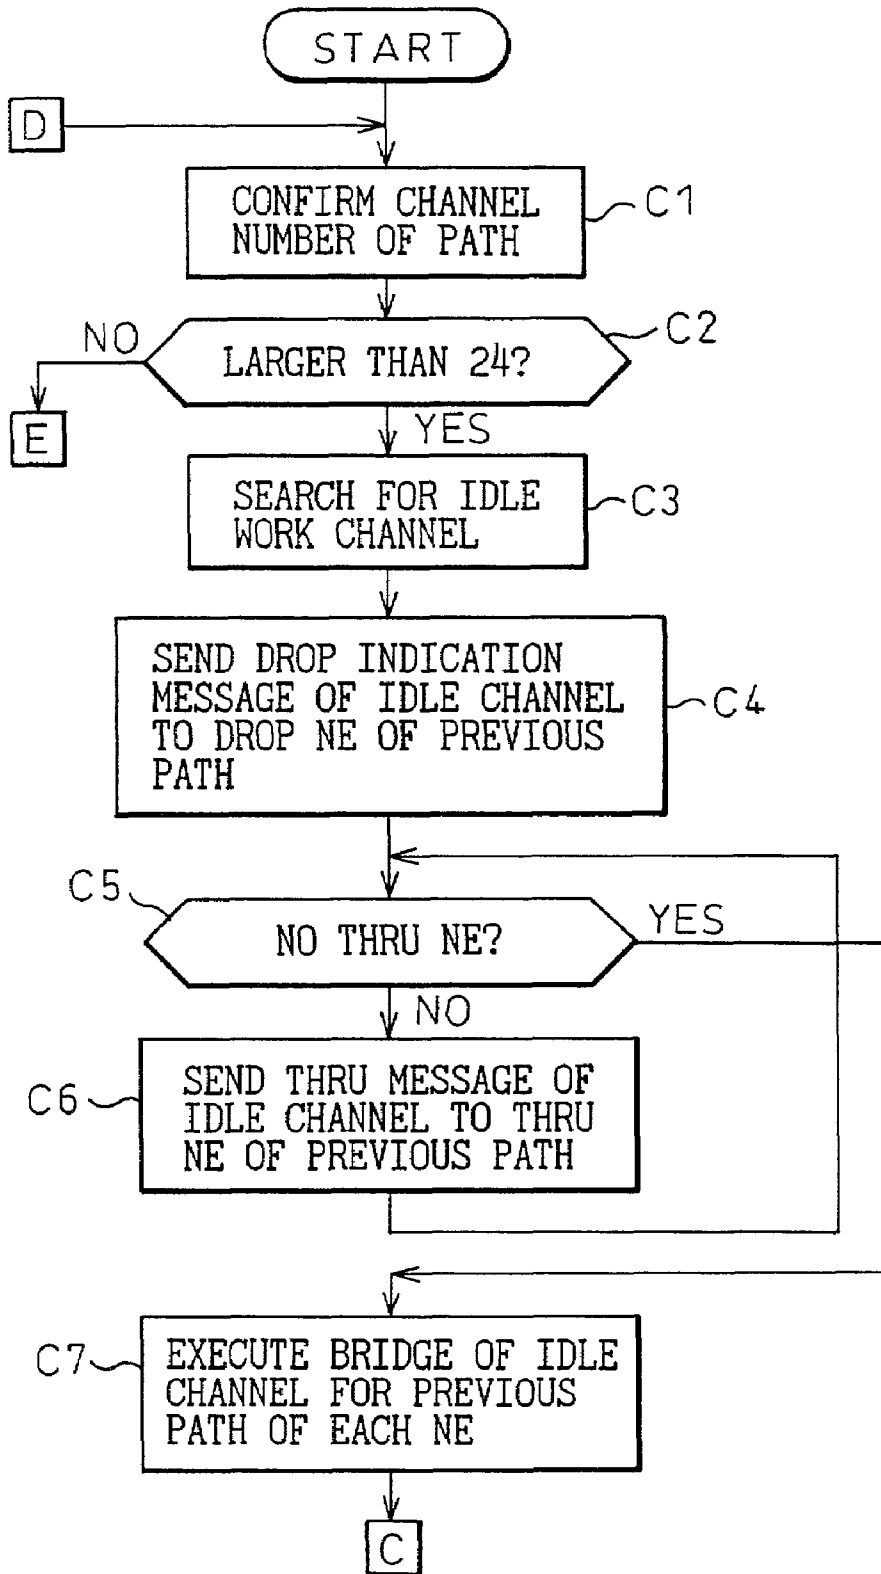 START
D
CONFIRM CHANNEL
NUMBER OF PATH
C1
NO
LARGER THAN 24?
C2
E
YES
SEARCH FOR IDLE
WORK CHANNEL
C3
SEND DROP INDICATION
MESSAGE OF IDLE CHANNEL
TO DROP NE OF PREVIOUS
PATH
C4
C5
NO THRU NE?
YES
NO
C6
SEND THRU MESSAGE OF
IDLE CHANNEL TO THRU
NE OF PREVIOUS PATH
C7
EXECUTE BRIDGE OF IDLE
CHANNEL FOR PREVIOUS
PATH OF EACH NE
C